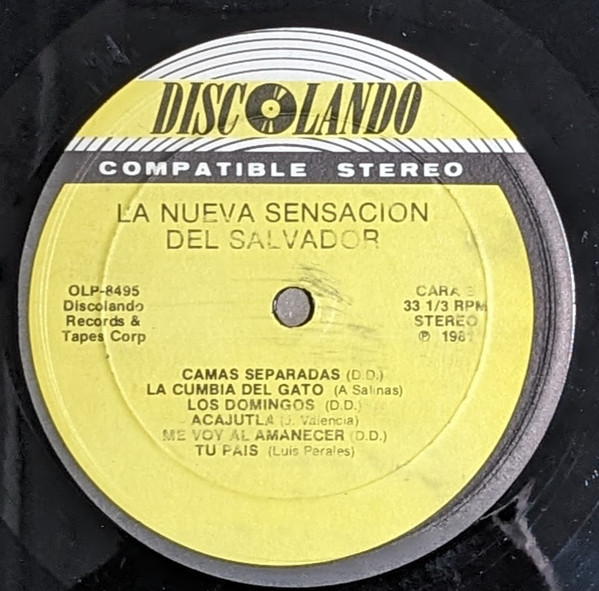 DISCOLANDO
COMPATIBLE STEREO
LA NUEVA SENSACION
DEL SALVADOR
OLP-8495
Discolando
Records &
Tapes Corp
CARA
33 1/3 RPM
STEREO
℗
CAMAS SEPARADAS (D.D.)
LA CUMBIA DEL GATO (A Salinas)
LOS DOMINGOS (D.D.)
ACAJUTLA (J. Valencia)
ME VOY AL AMANECER (D.D.)
TU PAIS (Luis Perales)